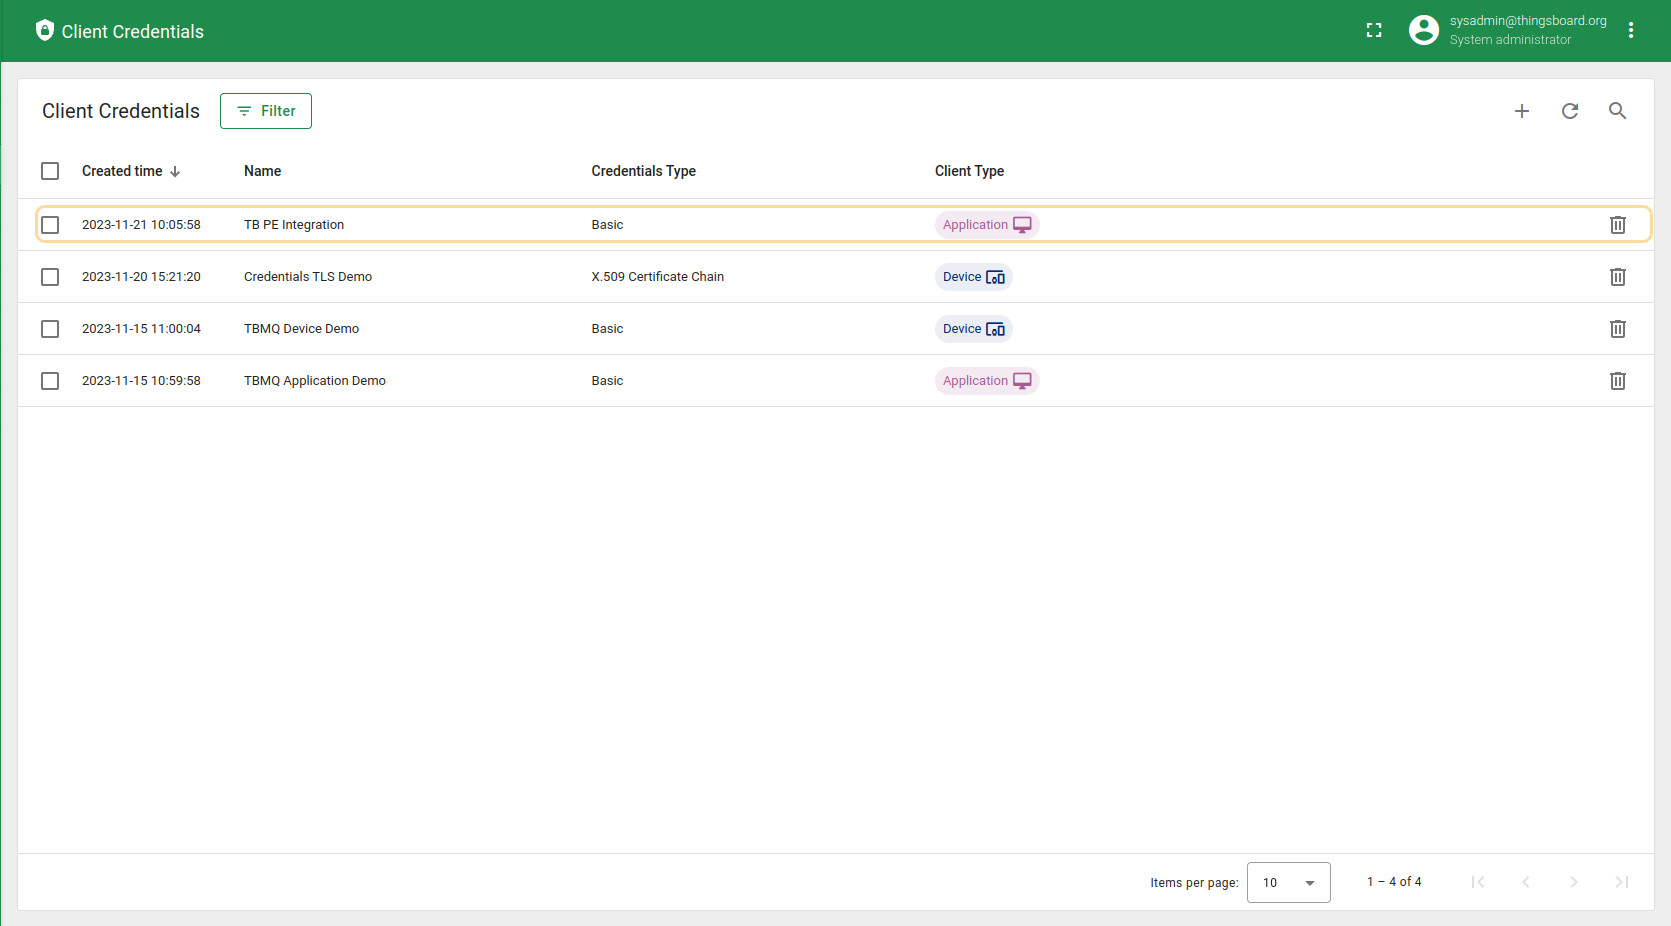 Client Credentials
sysadmin@thingsboard.org
System administrator
Client Credentials
Filter
Created time Name Credentials Type Client Type
2023-11-21 10:05:58 TB PE Integration Basic Application
2023-11-20 15:21:20 Credentials TLS Demo X.509 Certificate Chain Device
2023-11-15 11:00:04 TBMQ Device Demo Basic Device
2023-11-15 10:59:58 TBMQ Application Demo Basic Application
Items per page: 10 1 – 4 of 4